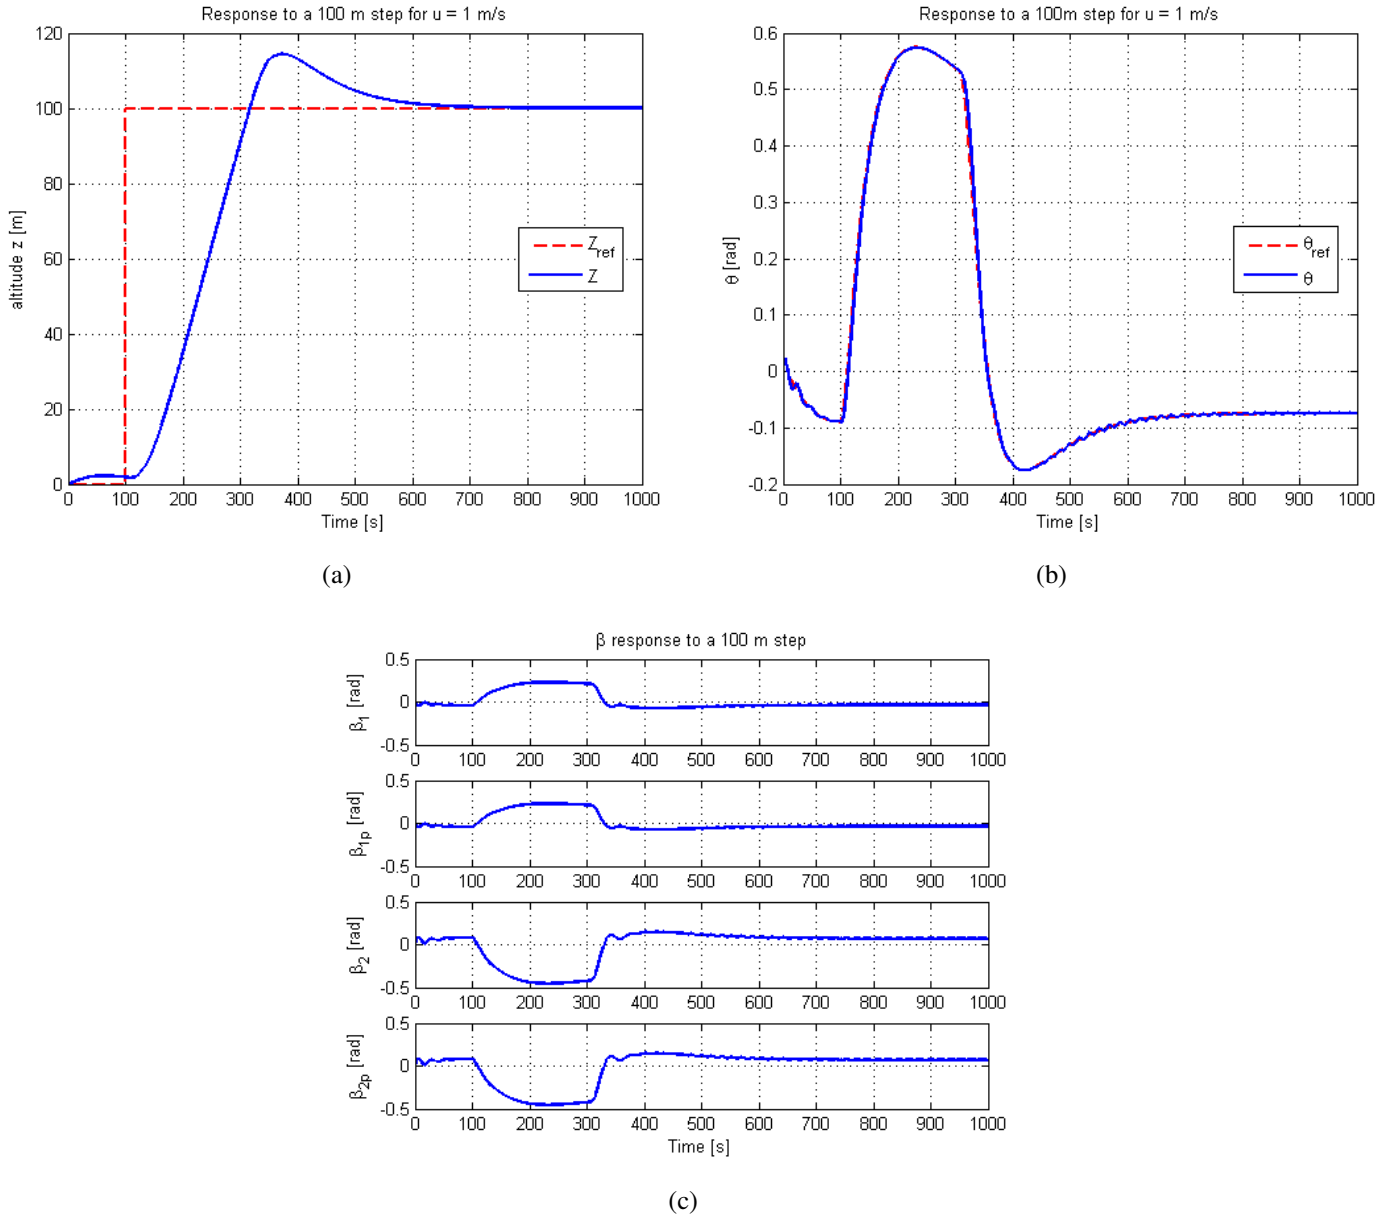 Response to a 100 m step for u = 1 m/s
120
100
80
60
40
20
0
altitude z [m]
0 100 200 300 400 500 600 700 800 900 1000
Time [s]
Z_ref
Z
(a)
Response to a 100m step for u = 1 m/s
0.6
0.5
0.4
0.3
0.2
0.1
0
-0.1
-0.2
θ [rad]
0 100 200 300 400 500 600 700 800 900 1000
Time [s]
θ_ref
θ
(b)
β response to a 100 m step
0.5
0
-0.5
β_1 [rad]
0 100 200 300 400 500 600 700 800 900 1000
0.5
0
-0.5
β_1p [rad]
0 100 200 300 400 500 600 700 800 900 1000
0.5
0
-0.5
β_2 [rad]
0 100 200 300 400 500 600 700 800 900 1000
0.5
0
-0.5
β_2p [rad]
0 100 200 300 400 500 600 700 800 900 1000
Time [s]
(c)